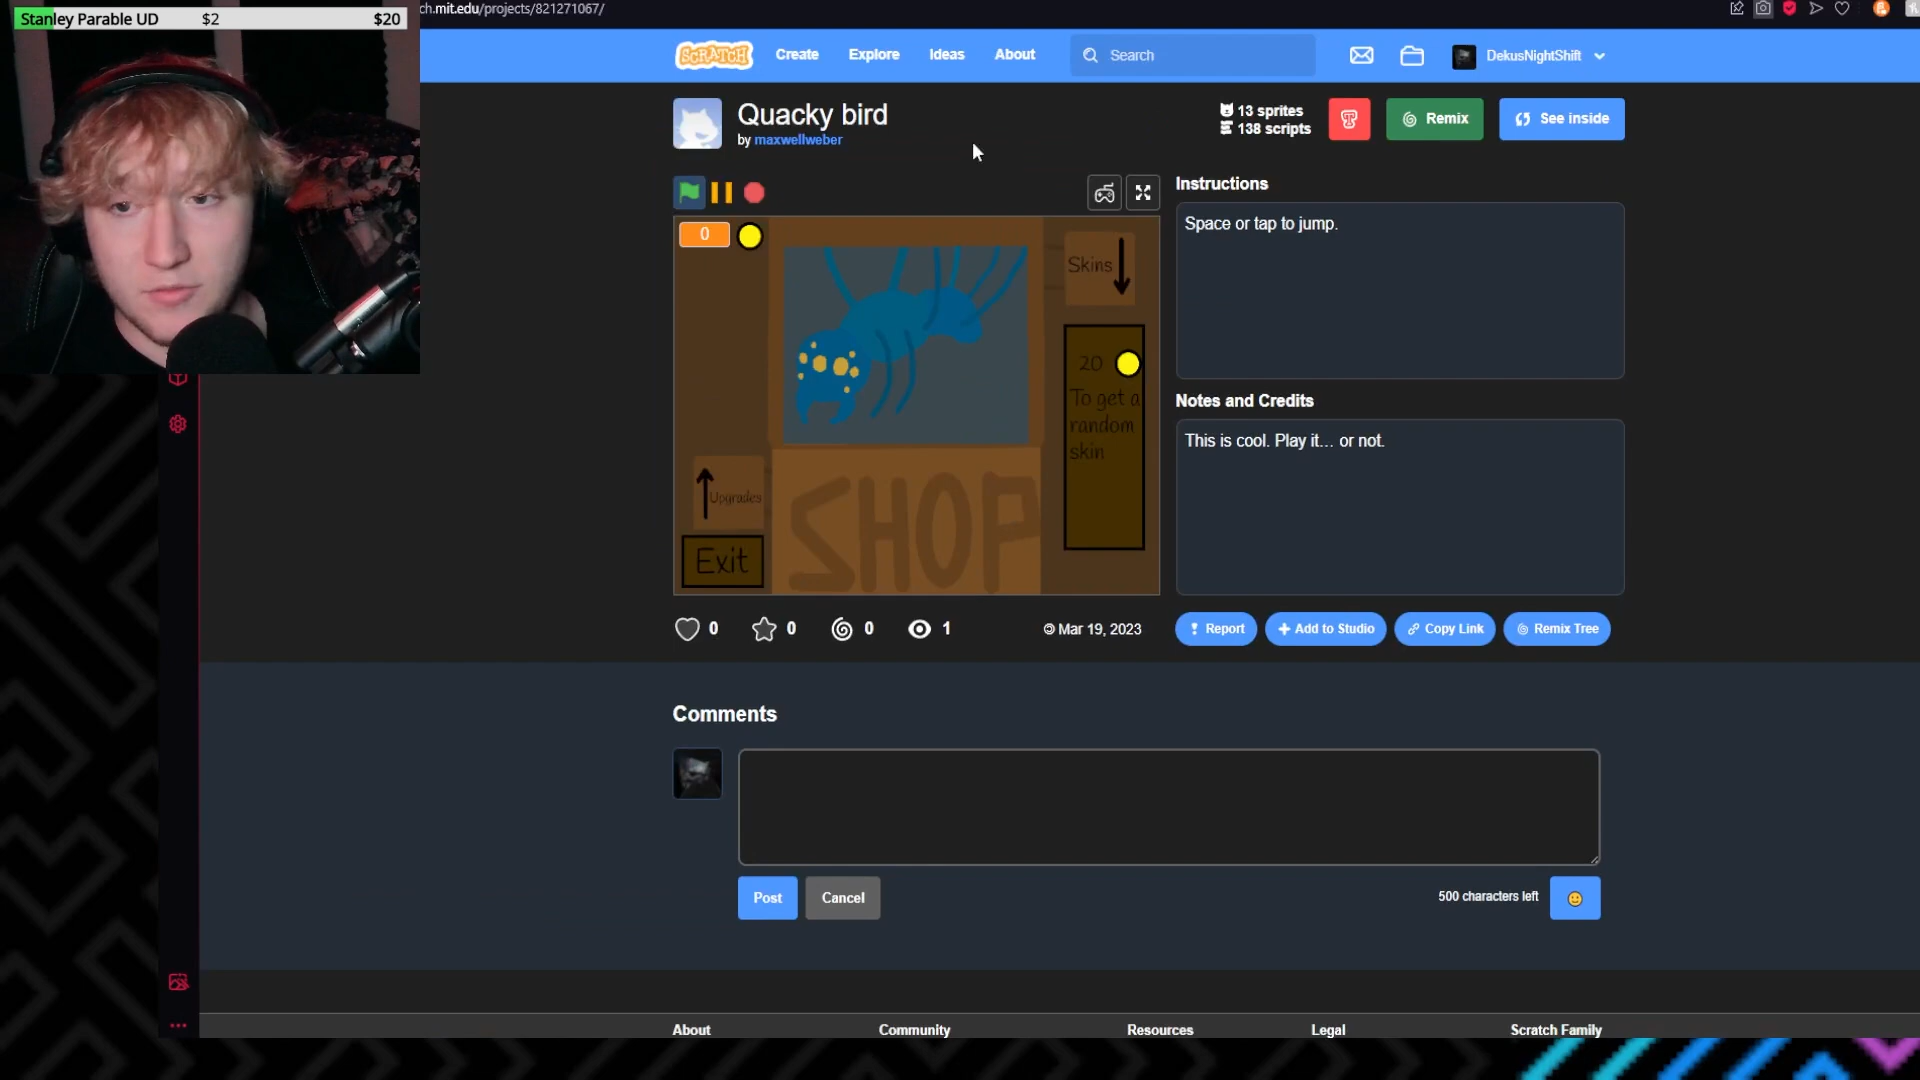 Stanley Parable UD $2 $20
ch.mit.edu/projects/821271067/
SCRATCH Create Explore Ideas About Search DekusNightShift
Quacky bird
by maxwellweber
13 sprites
138 scripts
Remix See inside
0
Skins
20
To get a
random
skin
Upgrades
SHOP
Exit
Instructions
Space or tap to jump.
Notes and Credits
This is cool. Play it... or not.
0 0 0 1 Mar 19, 2023
Report Add to Studio Copy Link Remix Tree
Comments
Post Cancel 500 characters left
About Community Resources Legal Scratch Family